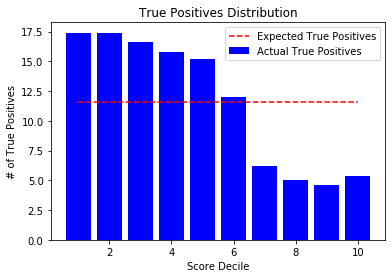 True Positives Distribution
Expected True Positives
Actual True Positives
# of True Positives
17.5
15.0
12.5
10.0
7.5
5.0
2.5
0.0
2 4 6 8 10
Score Decile